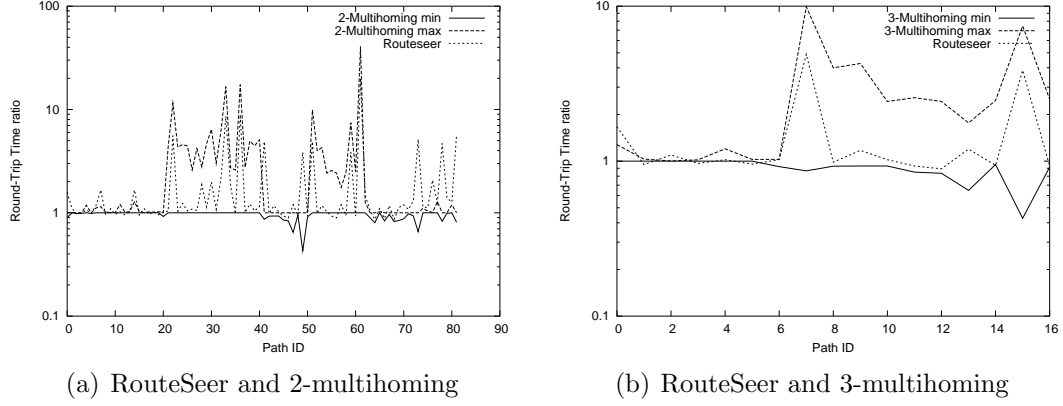 100
10
1
0.1
0 10 20 30 40 50 60 70 80 90
Round-Trip Time ratio
Path ID
2-Multihoming min
2-Multihoming max
Routeseer
(a) RouteSeer and 2-multihoming
10
1
0.1
0 2 4 6 8 10 12 14 16
Round-Trip Time ratio
Path ID
3-Multihoming min
3-Multihoming max
Routeseer
(b) RouteSeer and 3-multihoming